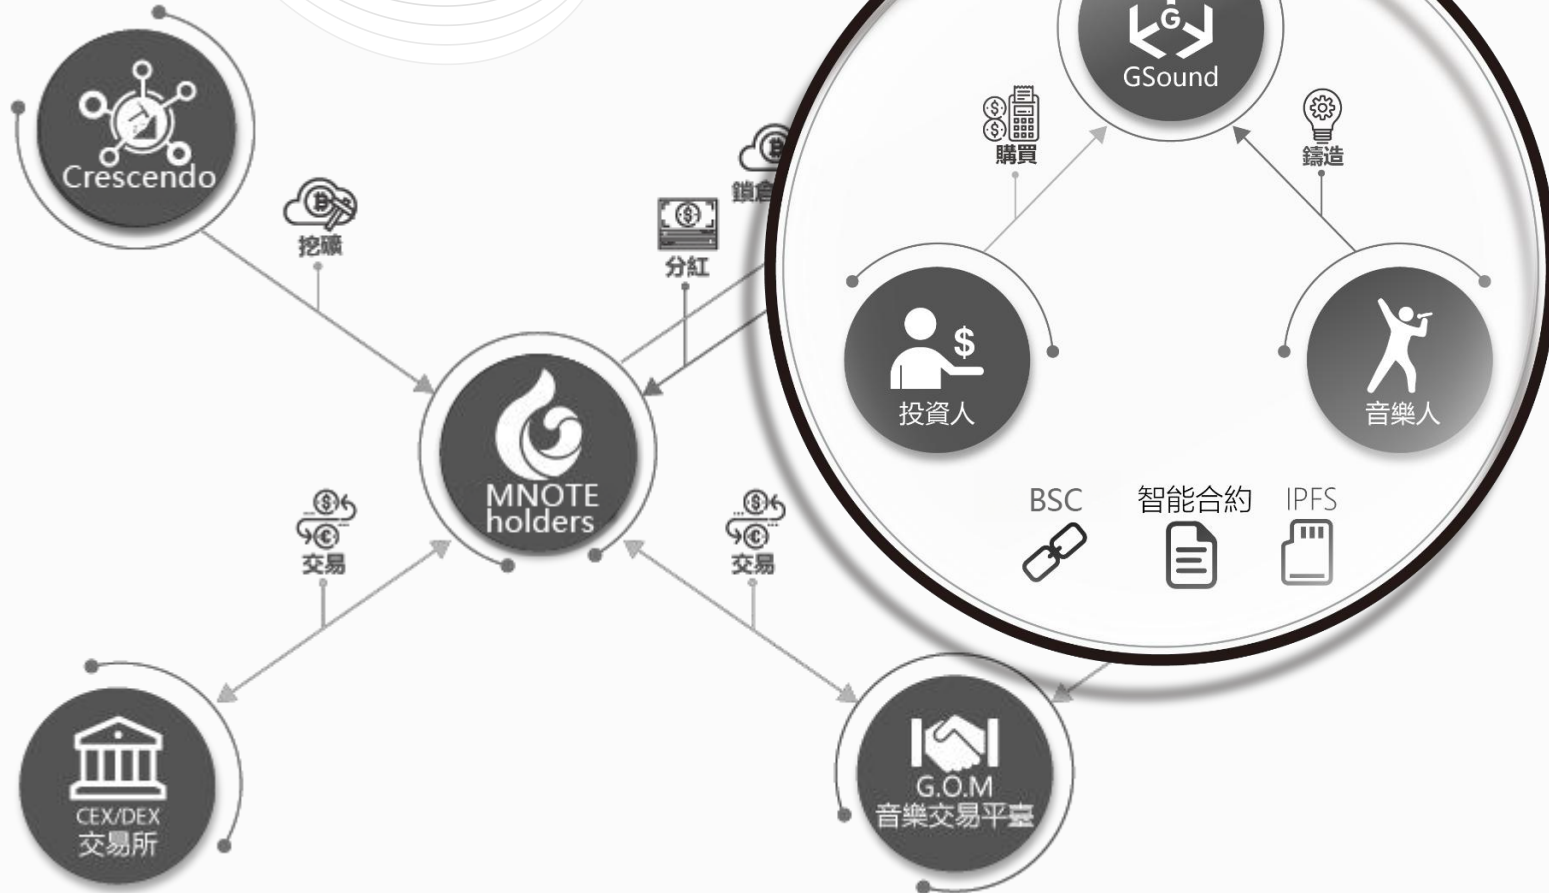 GSound
購買
鑄造
Crescendo
挖礦
鎖倉
分紅
投資人
音樂人
MNOTE
holders
BSC
智能合約
IPFS
交易
交易
CEX/DEX
交易所
G.O.M
音樂交易平臺